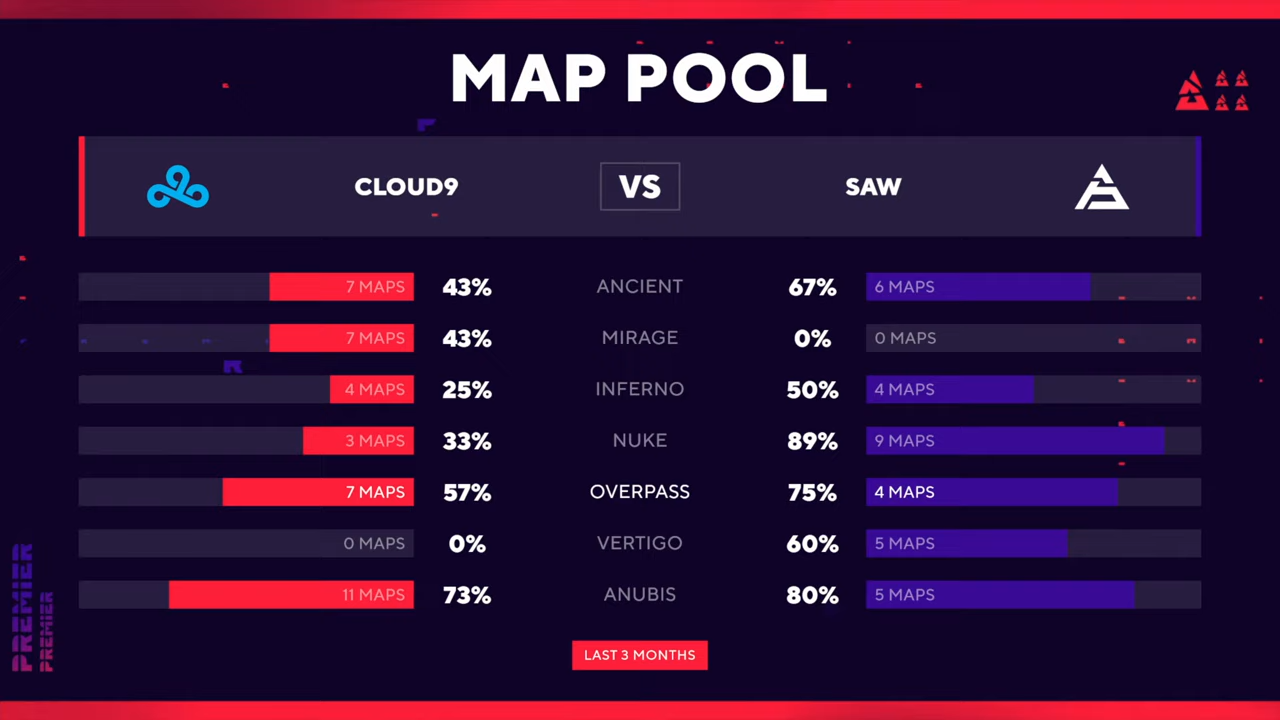 MAP POOL
CLOUD9 VS SAW
7 MAPS 43% ANCIENT 67% 6 MAPS
7 MAPS 43% MIRAGE 0% 0 MAPS
4 MAPS 25% INFERNO 50% 4 MAPS
3 MAPS 33% NUKE 89% 9 MAPS
7 MAPS 57% OVERPASS 75% 4 MAPS
0 MAPS 0% VERTIGO 60% 5 MAPS
11 MAPS 73% ANUBIS 80% 5 MAPS
LAST 3 MONTHS
PREMIER
PREMIER